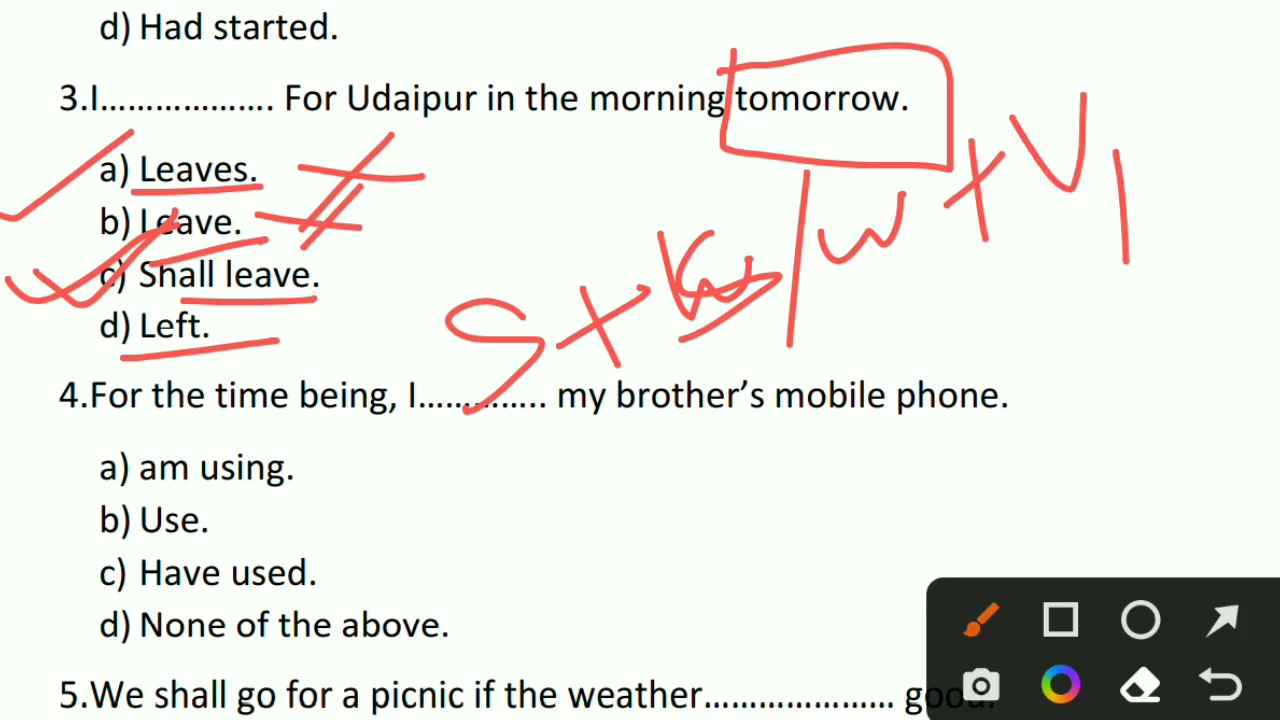 d) Had started.
3.I.................. For Udaipur in the morning tomorrow.
a) Leaves.
b) Leave.
c) Shall leave.
d) Left.
S+ /w + V1
4.For the time being, I............. my brother’s mobile phone.
a) am using.
b) Use.
c) Have used.
d) None of the above.
5.We shall go for a picnic if the weather.................... good.